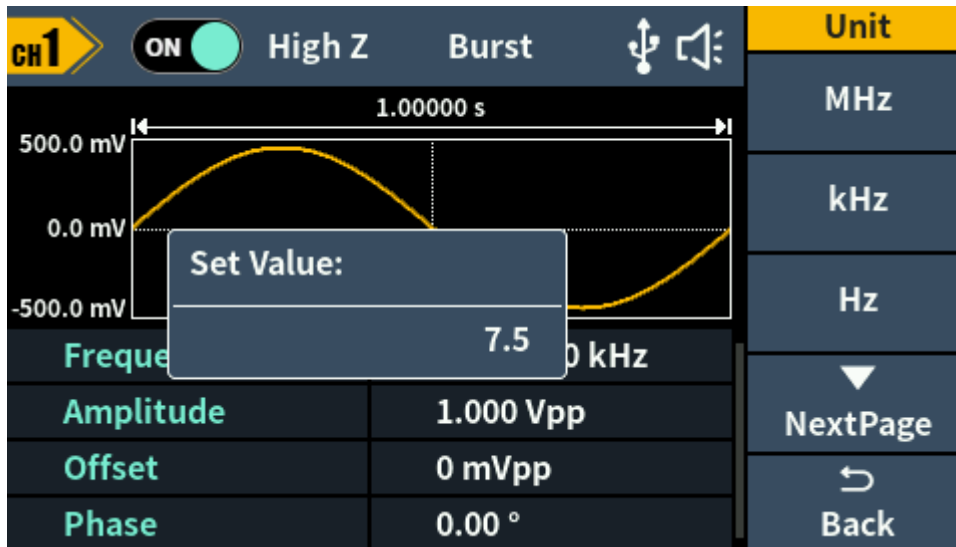 CH1 ON High Z Burst
Unit
MHz
kHz
Hz
NextPage
Back
1.00000 s
500.0 mV
0.0 mV
-500.0 mV
Set Value:
7.5
Freque 0 kHz
Amplitude 1.000 Vpp
Offset 0 mVpp
Phase 0.00 °